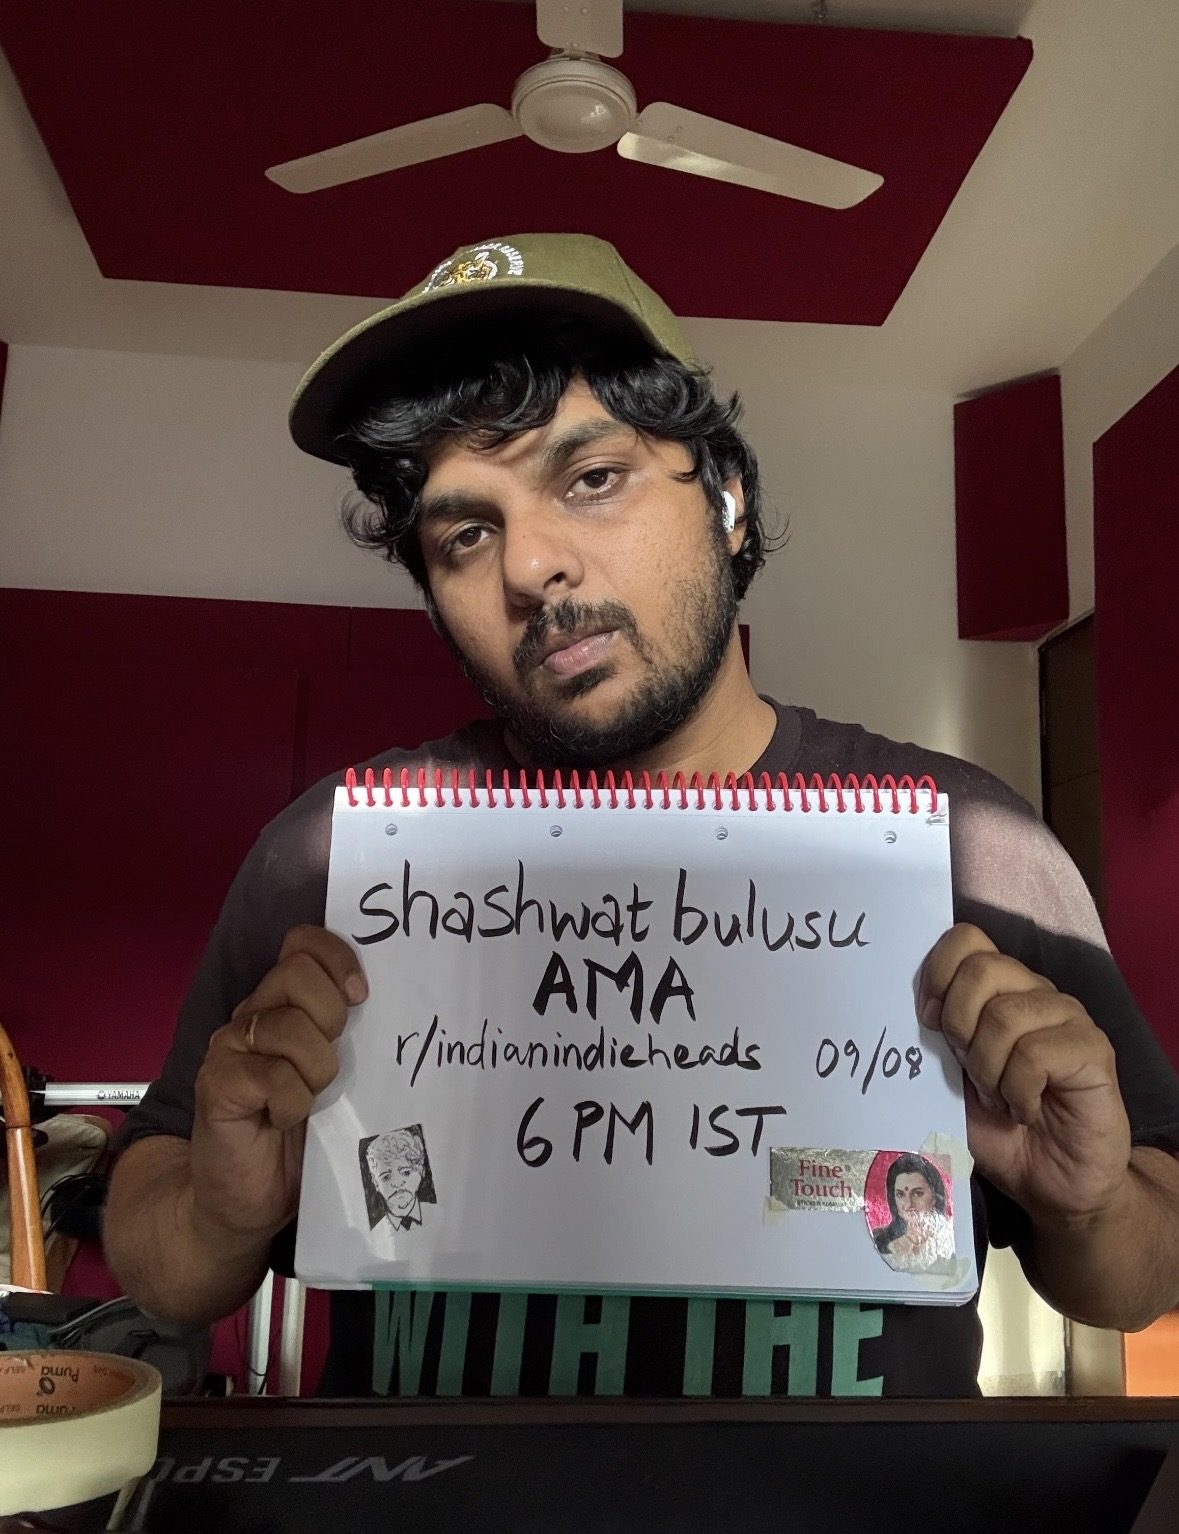 shashwat bulusu
AMA
r/indianindieheads 09/08
6 PM IST
Fine
Touch
YAMAHA
WITH THE
Puma
ANT ESPO